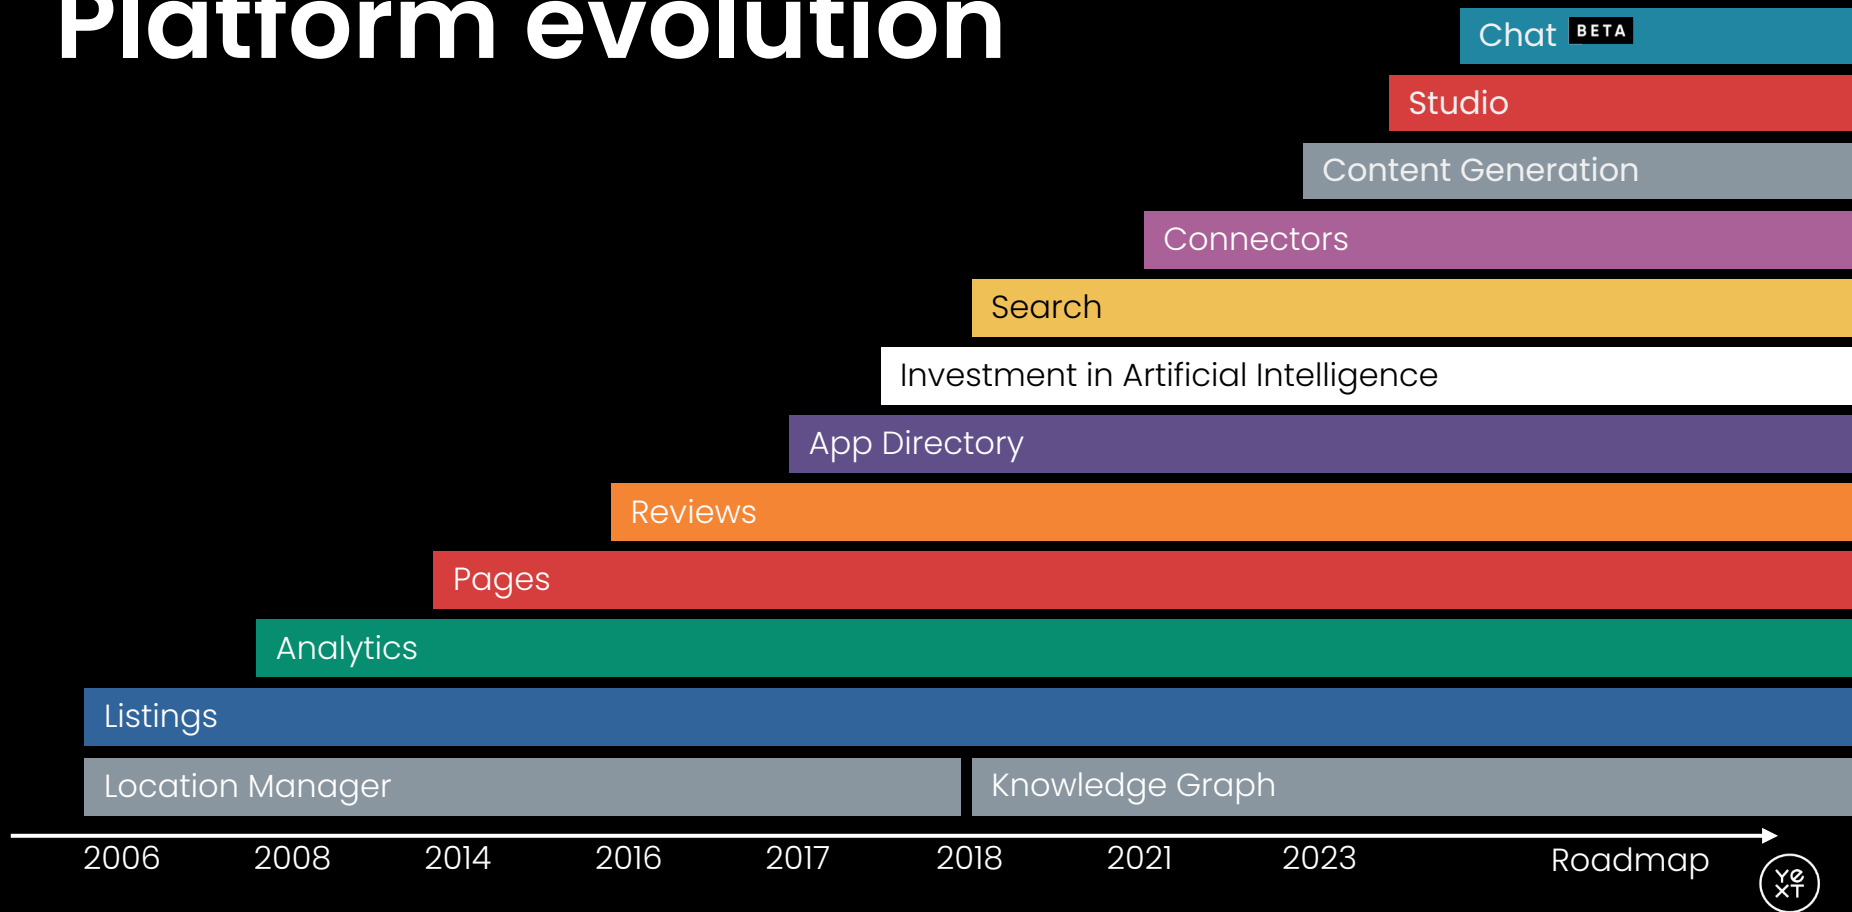 Platform evolution
Chat BETA
Studio
Content Generation
Connectors
Search
Investment in Artificial Intelligence
App Directory
Reviews
Pages
Analytics
Listings
Location Manager Knowledge Graph
2006 2008 2014 2016 2017 2018 2021 2023 Roadmap
yext